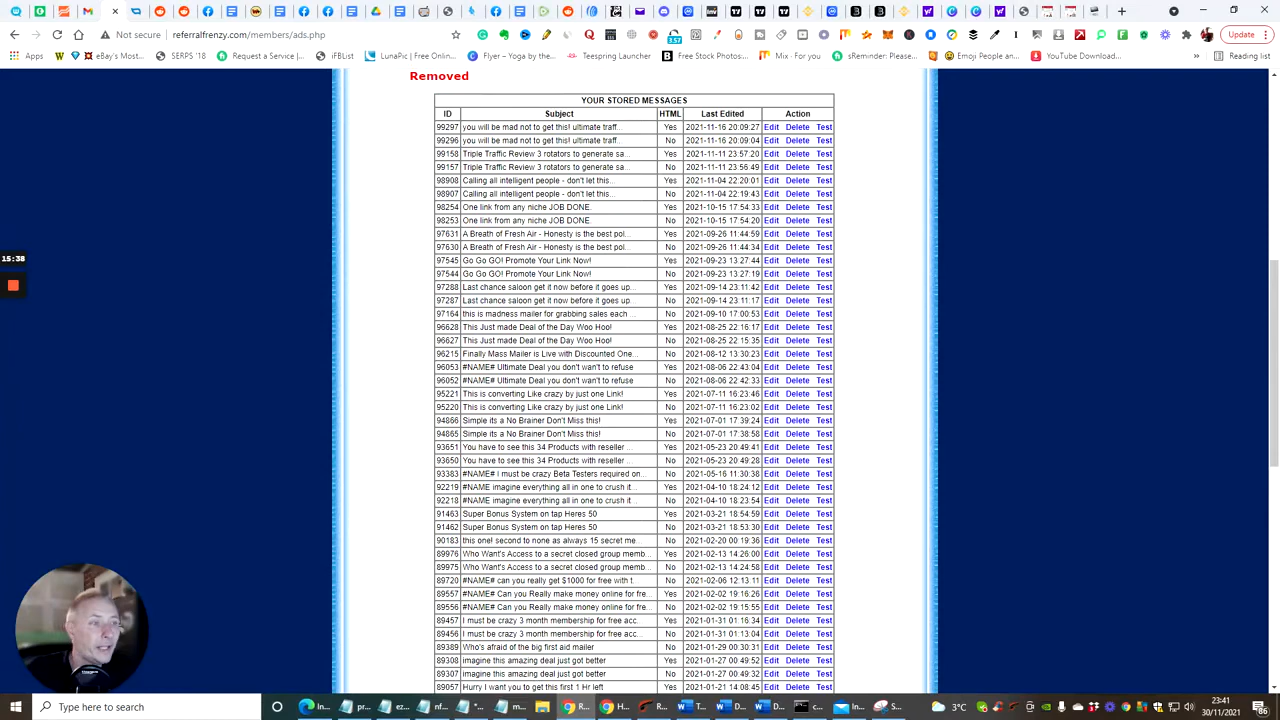 Not secure | referralfrenzy.com/members/ads.php
Update
Apps
eBay's Most...
SERPS '18
Request a Service |...
iFBList
LunaPic | Free Onlin...
Flyer – Yoga by the...
Teespring Launcher
Free Stock Photos:...
Mix · For you
sReminder: Please...
Emoji People and...
YouTube Download...
Reading list
15:38
3.57
Removed
YOUR STORED MESSAGES
ID Subject HTML Last Edited Action
99297 you will be mad not to get this! ultimate traff... Yes 2021-11-16 20:09:27 Edit Delete Test
99296 you will be mad not to get this! ultimate traff... No 2021-11-16 20:09:04 Edit Delete Test
99158 Triple Traffic Review 3 rotators to generate sa... Yes 2021-11-11 23:57:20 Edit Delete Test
99157 Triple Traffic Review 3 rotators to generate sa... No 2021-11-11 23:56:49 Edit Delete Test
98908 Calling all intelligent people - don't let this... Yes 2021-11-04 22:20:01 Edit Delete Test
98907 Calling all intelligent people - don't let this... No 2021-11-04 22:19:43 Edit Delete Test
98254 One link from any niche JOB DONE. Yes 2021-10-15 17:54:33 Edit Delete Test
98253 One link from any niche JOB DONE. No 2021-10-15 17:54:20 Edit Delete Test
97631 A Breath of Fresh Air - Honesty is the best pol... Yes 2021-09-26 11:44:59 Edit Delete Test
97630 A Breath of Fresh Air - Honesty is the best pol... No 2021-09-26 11:44:34 Edit Delete Test
97545 Go Go GO! Promote Your Link Now! Yes 2021-09-23 13:27:44 Edit Delete Test
97544 Go Go GO! Promote Your Link Now! No 2021-09-23 13:27:19 Edit Delete Test
97288 Last chance saloon get it now before it goes up... Yes 2021-09-14 23:11:42 Edit Delete Test
97287 Last chance saloon get it now before it goes up... No 2021-09-14 23:11:17 Edit Delete Test
97164 this is madness mailer for grabbing sales each ... No 2021-09-10 17:00:53 Edit Delete Test
96628 This Just made Deal of the Day Woo Hoo! Yes 2021-08-25 22:16:17 Edit Delete Test
96627 This Just made Deal of the Day Woo Hoo! No 2021-08-25 22:15:35 Edit Delete Test
96215 Finally Mass Mailer is Live with Discounted One... No 2021-08-12 13:30:23 Edit Delete Test
96053 #NAME# Ultimate Deal you don't wan't to refuse Yes 2021-08-06 22:43:04 Edit Delete Test
96052 #NAME# Ultimate Deal you don't wan't to refuse No 2021-08-06 22:42:33 Edit Delete Test
95221 This is converting Like crazy by just one Link! Yes 2021-07-11 16:23:46 Edit Delete Test
95220 This is converting Like crazy by just one Link! No 2021-07-11 16:23:02 Edit Delete Test
94866 Simple its a No Brainer Don't Miss this! Yes 2021-07-01 17:39:24 Edit Delete Test
94865 Simple its a No Brainer Don't Miss this! No 2021-07-01 17:38:58 Edit Delete Test
93651 You have to see this 34 Products with reseller ... Yes 2021-05-23 20:49:41 Edit Delete Test
93650 You have to see this 34 Products with reseller ... No 2021-05-23 20:49:28 Edit Delete Test
93383 #NAME# I must be crazy Beta Testers required on... No 2021-05-16 11:30:38 Edit Delete Test
92219 #NAME imagine everything all in one to crush it... Yes 2021-04-10 18:24:12 Edit Delete Test
92218 #NAME imagine everything all in one to crush it... No 2021-04-10 18:23:54 Edit Delete Test
91463 Super Bonus System on tap Heres 50 Yes 2021-03-21 18:54:59 Edit Delete Test
91462 Super Bonus System on tap Heres 50 No 2021-03-21 18:53:30 Edit Delete Test
90183 this one! second to none as always 15 secret me... No 2021-02-20 00:19:36 Edit Delete Test
89976 Who Want's Access to a secret closed group memb... Yes 2021-02-13 14:26:00 Edit Delete Test
89975 Who Want's Access to a secret closed group memb... No 2021-02-13 14:24:58 Edit Delete Test
89720 #NAME# can you really get $1000 for free with t... No 2021-02-06 12:13:11 Edit Delete Test
89557 #NAME# Can you Really make money online for fre... Yes 2021-02-02 19:16:26 Edit Delete Test
89556 #NAME# Can you Really make money online for fre... No 2021-02-02 19:15:55 Edit Delete Test
89457 I must be crazy 3 month membership for free acc... Yes 2021-01-31 01:16:34 Edit Delete Test
89456 I must be crazy 3 month membership for free acc... No 2021-01-31 01:13:04 Edit Delete Test
89389 Who's afraid of the big first aid mailer No 2021-01-29 00:30:31 Edit Delete Test
89308 imagine this amazing deal just got better Yes 2021-01-27 00:49:52 Edit Delete Test
89307 imagine this amazing deal just got better No 2021-01-27 00:49:32 Edit Delete Test
89057 Hurry I want you to get this first 1 Hr left Yes 2021-01-21 14:08:45 Edit Delete Test
Type here to search
3°C
23:41
30/11/2021